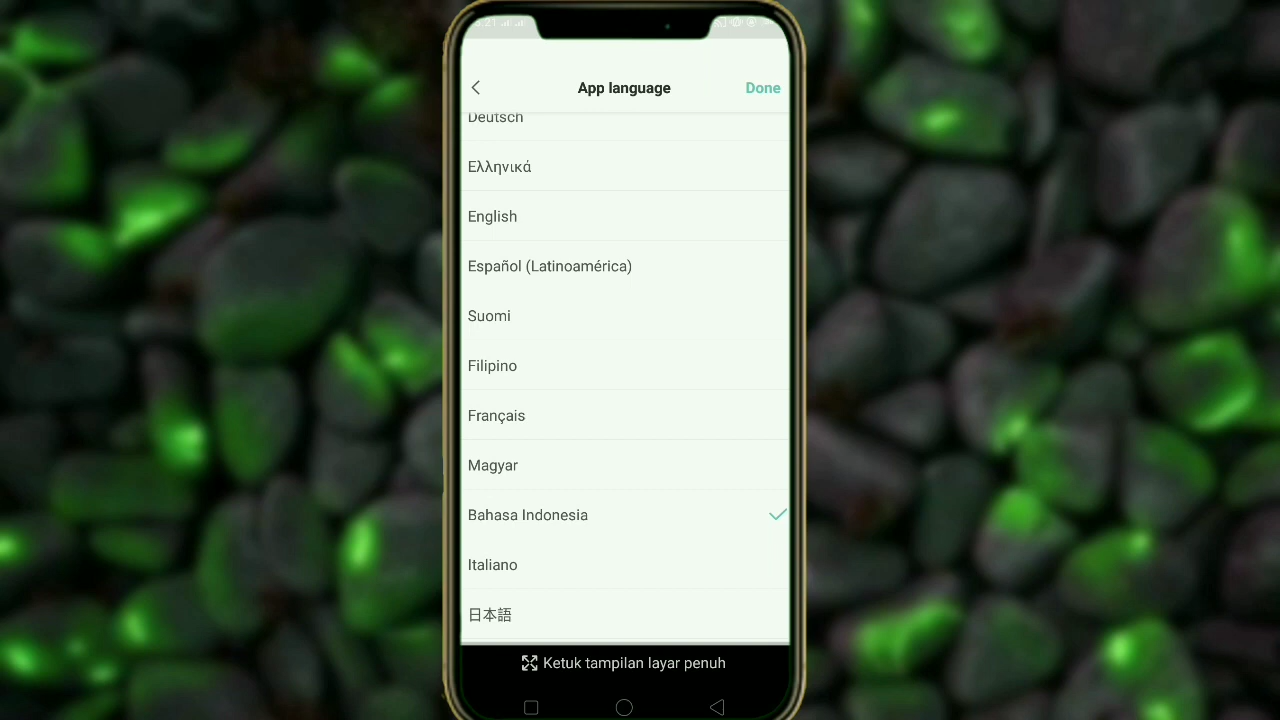 App language
Done
Deutsch
Ελληνικά
English
Español (Latinoamérica)
Suomi
Filipino
Français
Magyar
Bahasa Indonesia
Italiano
日本語
Ketuk tampilan layar penuh